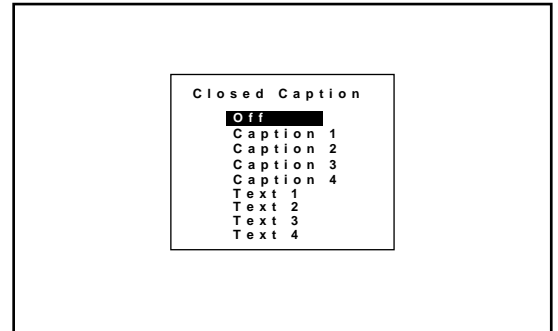 Closed Caption
Off
Caption 1
Caption 2
Caption 3
Caption 4
Text 1
Text 2
Text 3
Text 4